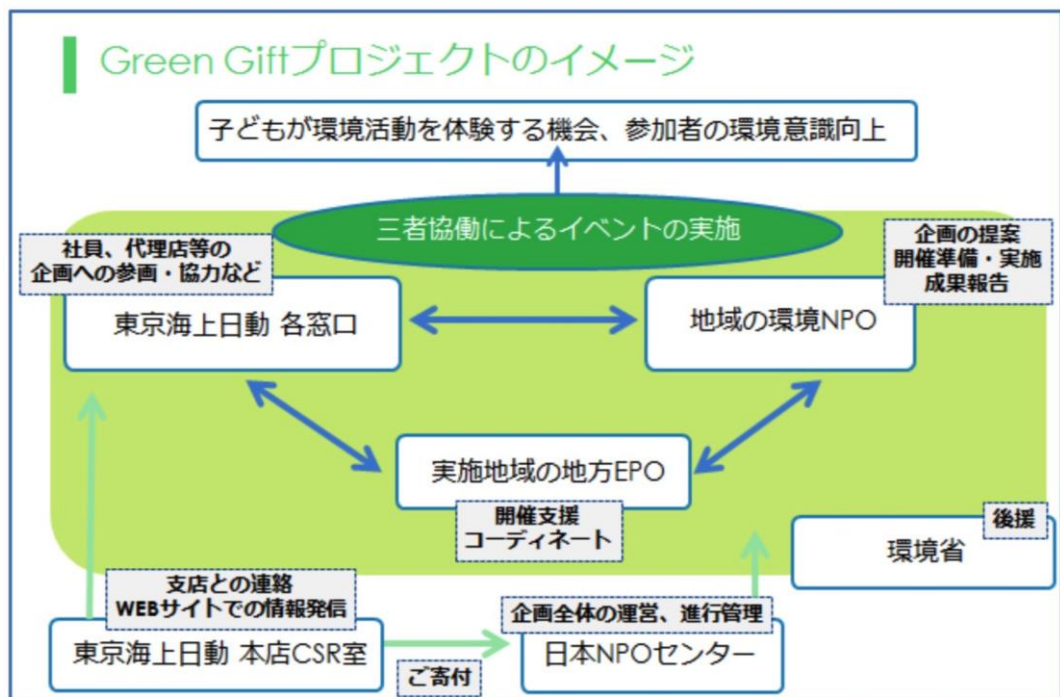 Green Giftプロジェクトのイメージ
子どもが環境活動を体験する機会、参加者の環境意識向上
三者協働によるイベントの実施
社員、代理店等の
企画への参画・協力など
東京海上日動 各窓口
企画の提案
開催準備・実施
成果報告
地域の環境NPO
実施地域の地方EPO
開催支援
コーディネート
後援
環境省
支店との連絡
WEBサイトでの情報発信
東京海上日動 本店CSR室
ご寄付
企画全体の運営、進行管理
日本NPOセンター